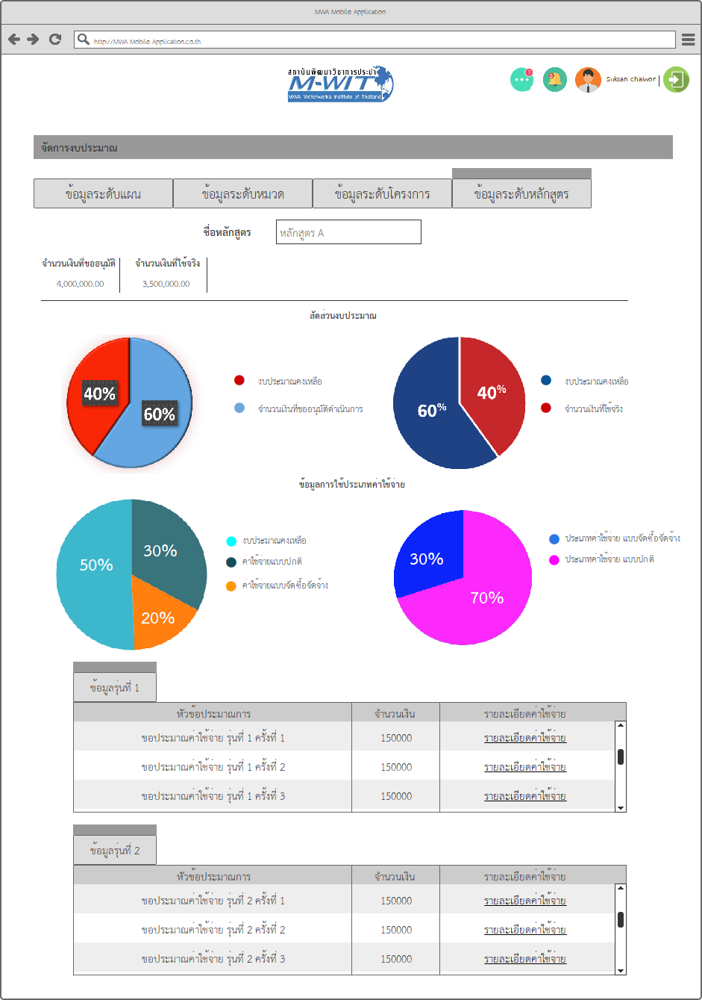 MWA Mobile Application
http://MWA Mobile Application.co.th
สถาบันพัฒนาวิชาการประปา
M-WIT
MWA Waterworks Institute of Thailand
1
3
Suksan chaiwon
จัดการงบประมาณ
ข้อมูลระดับแผน ข้อมูลระดับหมวด ข้อมูลระดับโครงการ ข้อมูลระดับหลักสูตร
ชื่อหลักสูตร หลักสูตร A
จำนวนเงินที่ขออนุมัติ จำนวนเงินที่ใช้จริง
4,000,000.00 3,500,000.00
สัดส่วนงบประมาณ
40%
60%
งบประมาณคงเหลือ
จำนวนเงินที่ขออนุมัติดำเนินการ
40%
60%
งบประมาณคงเหลือ
จำนวนเงินที่ใช้จริง
ข้อมูลการใช้ประเภทค่าใช้จ่าย
50%
30%
20%
งบประมาณคงเหลือ
ค่าใช้จ่ายแบบปกติ
ค่าใช้จ่ายแบบจัดซื้อจัดจ้าง
30%
70%
ประเภทค่าใช้จ่าย แบบจัดซื้อจัดจ้าง
ประเภทค่าใช้จ่าย แบบปกติ
ข้อมูลรุ่นที่ 1
หัวข้อประมาณการ จำนวนเงิน รายละเอียดค่าใช้จ่าย
ขอประมาณค่าใช้จ่าย รุ่นที่ 1 ครั้งที่ 1 150000 รายละเอียดค่าใช้จ่าย
ขอประมาณค่าใช้จ่าย รุ่นที่ 1 ครั้งที่ 2 150000 รายละเอียดค่าใช้จ่าย
ขอประมาณค่าใช้จ่าย รุ่นที่ 1 ครั้งที่ 3 150000 รายละเอียดค่าใช้จ่าย
ข้อมูลรุ่นที่ 2
หัวข้อประมาณการ จำนวนเงิน รายละเอียดค่าใช้จ่าย
ขอประมาณค่าใช้จ่าย รุ่นที่ 2 ครั้งที่ 1 150000 รายละเอียดค่าใช้จ่าย
ขอประมาณค่าใช้จ่าย รุ่นที่ 2 ครั้งที่ 2 150000 รายละเอียดค่าใช้จ่าย
ขอประมาณค่าใช้จ่าย รุ่นที่ 2 ครั้งที่ 3 150000 รายละเอียดค่าใช้จ่าย